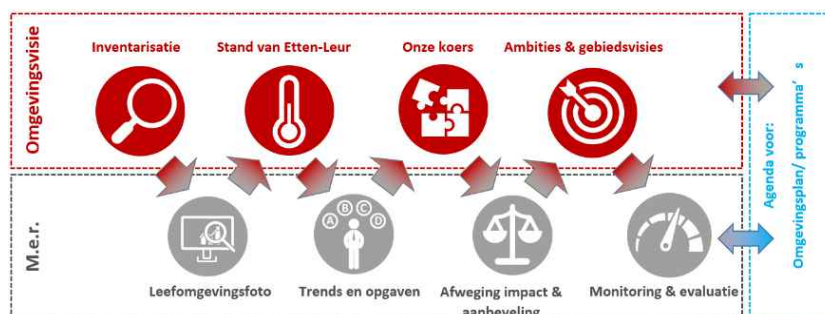 Omgevingsvisie
Inventarisatie
Stand van Etten-Leur
Onze koers
Ambities & gebiedsvisies
M.e.r.
A
B
C
D
Leefomgevingsfoto
Trends en opgaven
Afweging impact &
aanbeveling
Monitoring & evaluatie
Agenda voor:
Omgevingsplan/ programma' s